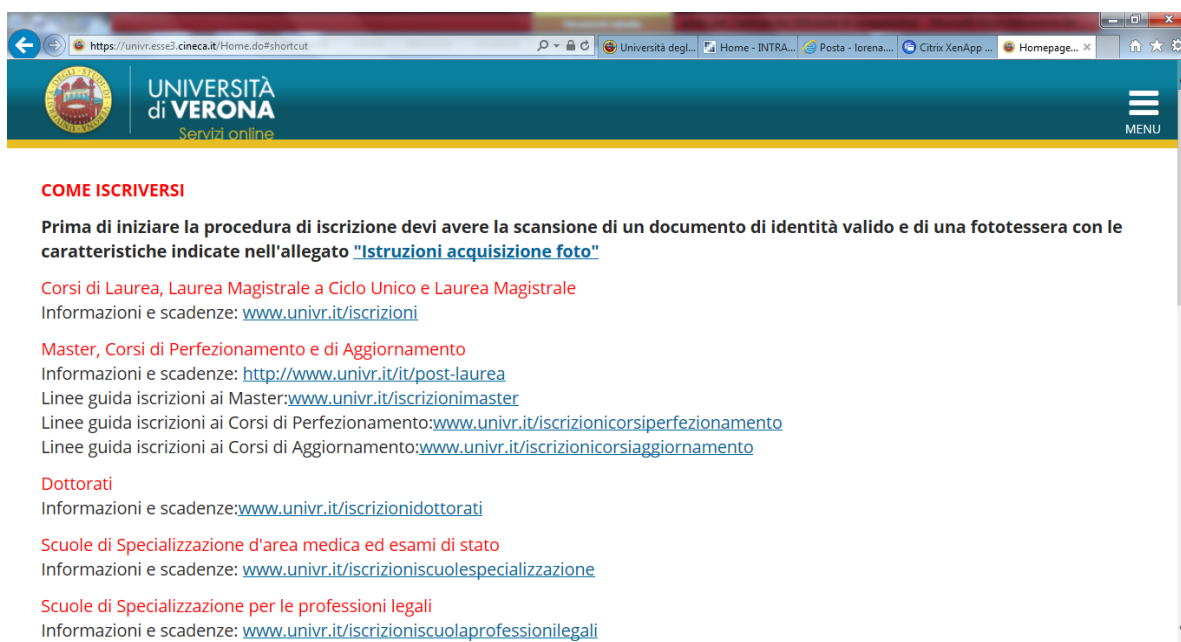 https://univr.esse3.cineca.it/Home.do#shortcut
Università degl...
Home - INTRA...
Posta - lorena....
Citrix XenApp ...
Homepage...
UNIVERSITÀ
di VERONA
Servizi online
MENU
COME ISCRIVERSI
Prima di iniziare la procedura di iscrizione devi avere la scansione di un documento di identità valido e di una fototessera con le
caratteristiche indicate nell'allegato "Istruzioni acquisizione foto"
Corsi di Laurea, Laurea Magistrale a Ciclo Unico e Laurea Magistrale
Informazioni e scadenze: www.univr.it/iscrizioni
Master, Corsi di Perfezionamento e di Aggiornamento
Informazioni e scadenze: http://www.univr.it/it/post-laurea
Linee guida iscrizioni ai Master:www.univr.it/iscrizionimaster
Linee guida iscrizioni ai Corsi di Perfezionamento:www.univr.it/iscrizionicorsiperfezionamento
Linee guida iscrizioni ai Corsi di Aggiornamento:www.univr.it/iscrizionicorsiaggiornamento
Dottorati
Informazioni e scadenze:www.univr.it/iscrizionidottorati
Scuole di Specializzazione d'area medica ed esami di stato
Informazioni e scadenze: www.univr.it/iscrizioniscuolespecializzazione
Scuole di Specializzazione per le professioni legali
Informazioni e scadenze: www.univr.it/iscrizioniscuolaprofessionilegali